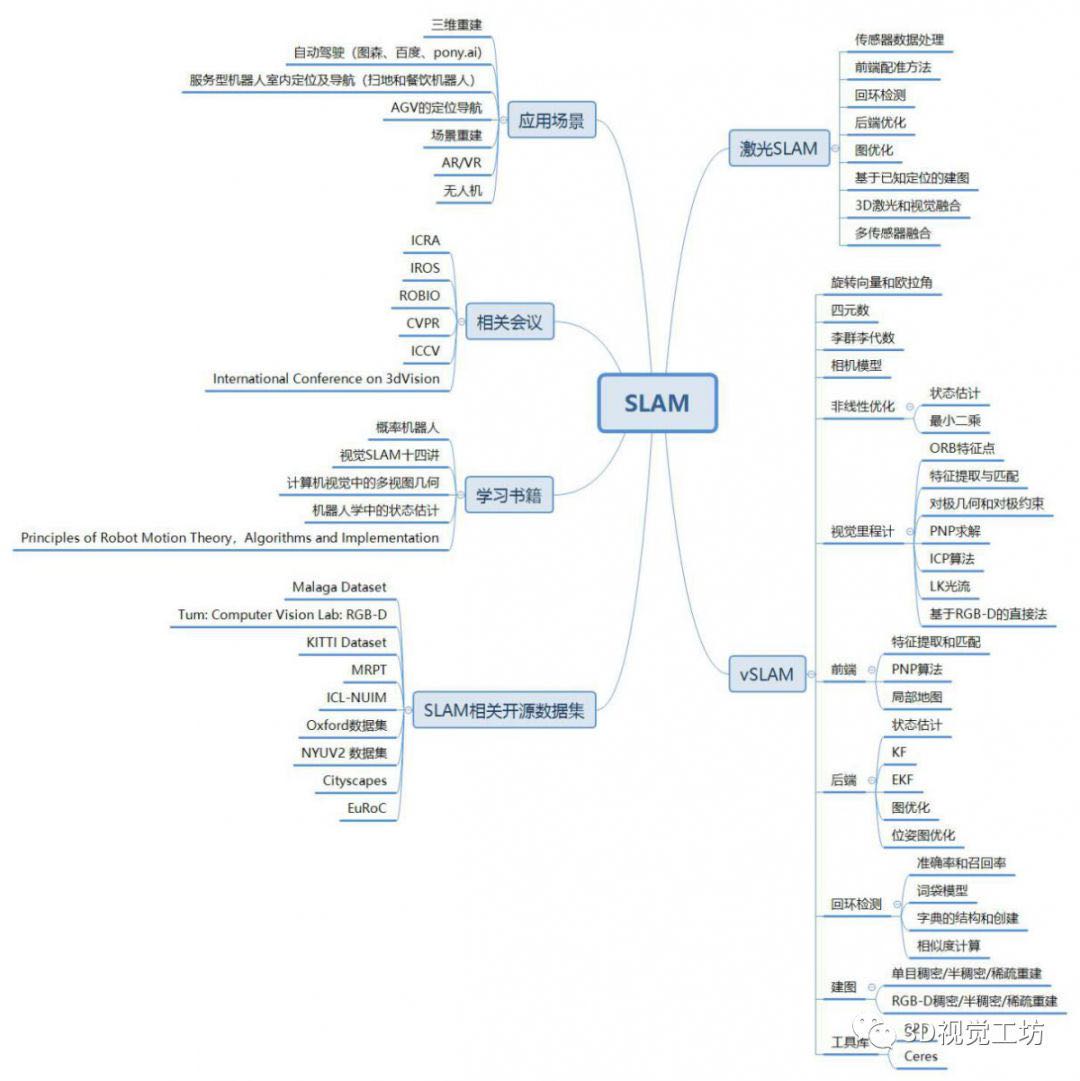 SLAM
应用场景
三维重建
自动驾驶（图森、百度、pony.ai）
服务型机器人室内定位及导航（扫地和餐饮机器人）
AGV的定位导航
场景重建
AR/VR
无人机
相关会议
ICRA
IROS
ROBIO
CVPR
ICCV
International Conference on 3dVision
学习书籍
概率机器人
视觉SLAM十四讲
计算机视觉中的多视图几何
机器人学中的状态估计
Principles of Robot Motion Theory，Algorithms and Implementation
SLAM相关开源数据集
Malaga Dataset
Tum: Computer Vision Lab: RGB-D
KITTI Dataset
MRPT
ICL-NUIM
Oxford数据集
NYUV2 数据集
Cityscapes
EuRoC
激光SLAM
传感器数据处理
前端配准方法
回环检测
后端优化
图优化
基于已知定位的建图
3D激光和视觉融合
多传感器融合
vSLAM
旋转向量和欧拉角
四元数
李群李代数
相机模型
非线性优化
状态估计
最小二乘
视觉里程计
ORB特征点
特征提取与匹配
对极几何和对极约束
PNP求解
ICP算法
LK光流
基于RGB-D的直接法
前端
特征提取和匹配
PNP算法
局部地图
后端
状态估计
KF
EKF
图优化
位姿图优化
回环检测
准确率和召回率
词袋模型
字典的结构和创建
相似度计算
建图
单目稠密/半稠密/稀疏重建
RGB-D稠密/半稠密/稀疏重建
工具库
Ceres
3D视觉工坊